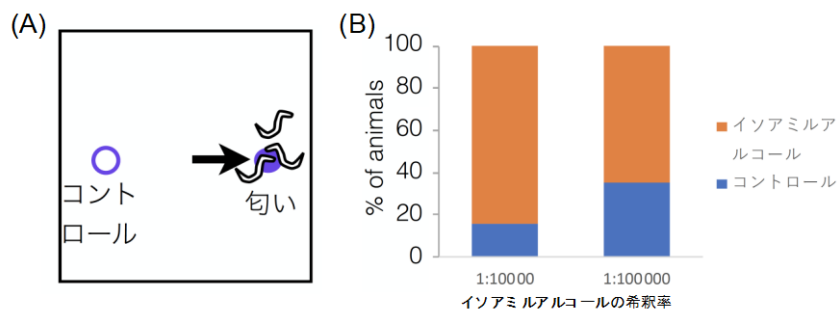 (A)
コント
ロール
匂い
(B)
% of animals
100
80
60
40
20
0
1:10000
1:100000
イソアミルアルコールの希釈率
イソアミルア
ルコール
コントロール